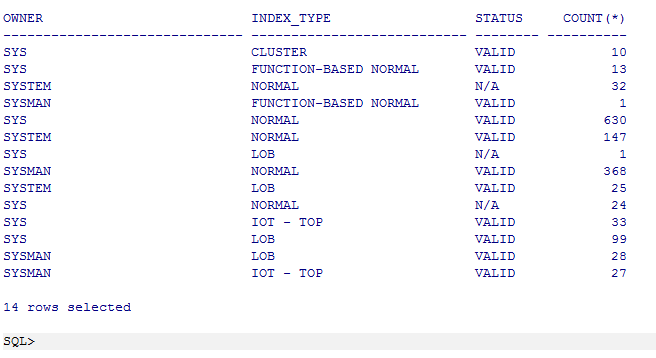 OWNER                          INDEX_TYPE                  STATUS     COUNT(*)
------------------------------ --------------------------- -------- ----------
SYS                            CLUSTER                     VALID            10
SYS                            FUNCTION-BASED NORMAL       VALID            13
SYSTEM                         NORMAL                      N/A              32
SYSMAN                         FUNCTION-BASED NORMAL       VALID             1
SYS                            NORMAL                      VALID           630
SYSTEM                         NORMAL                      VALID           147
SYS                            LOB                         N/A               1
SYSMAN                         NORMAL                      VALID           368
SYSTEM                         LOB                         VALID            25
SYS                            NORMAL                      N/A              24
SYS                            IOT - TOP                   VALID            33
SYS                            LOB                         VALID            99
SYSMAN                         LOB                         VALID            28
SYSMAN                         IOT - TOP                   VALID            27
14 rows selected
SQL>